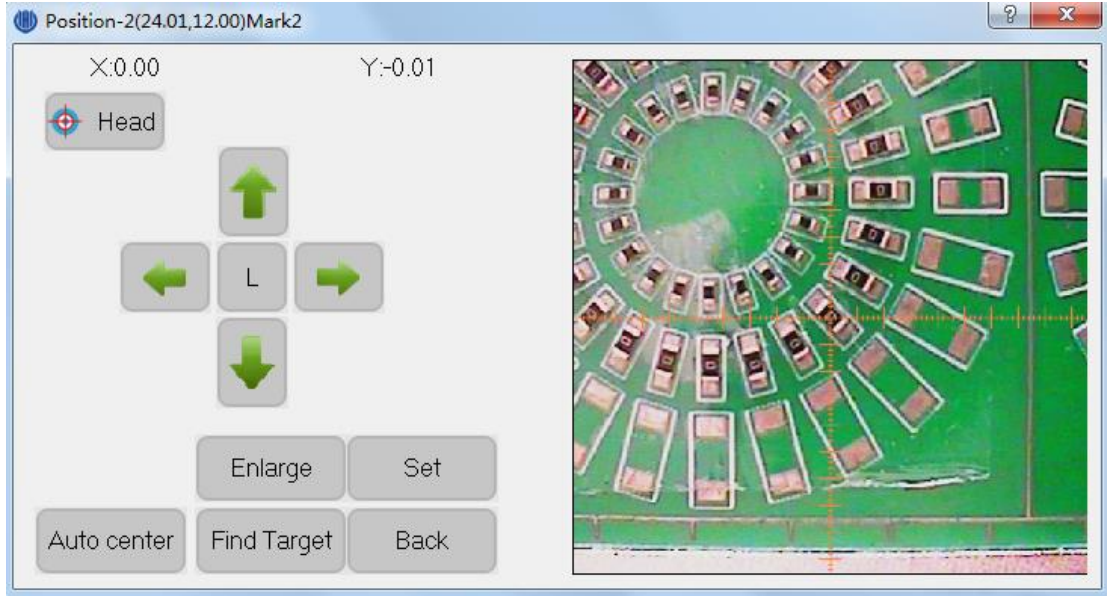 Position-2(24.01,12.00)Mark2
?
X:0.00 Y:-0.01
Head
L
Enlarge Set
Auto center Find Target Back